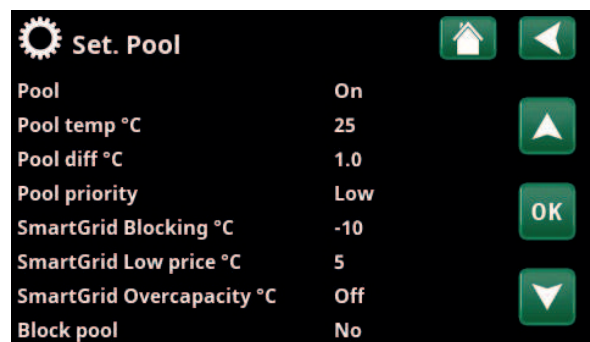 Set. Pool
Pool On
Pool temp °C 25
Pool diff °C 1.0
Pool priority Low
SmartGrid Blocking °C -10
SmartGrid Low price °C 5
SmartGrid Overcapacity °C Off
Block pool No
OK